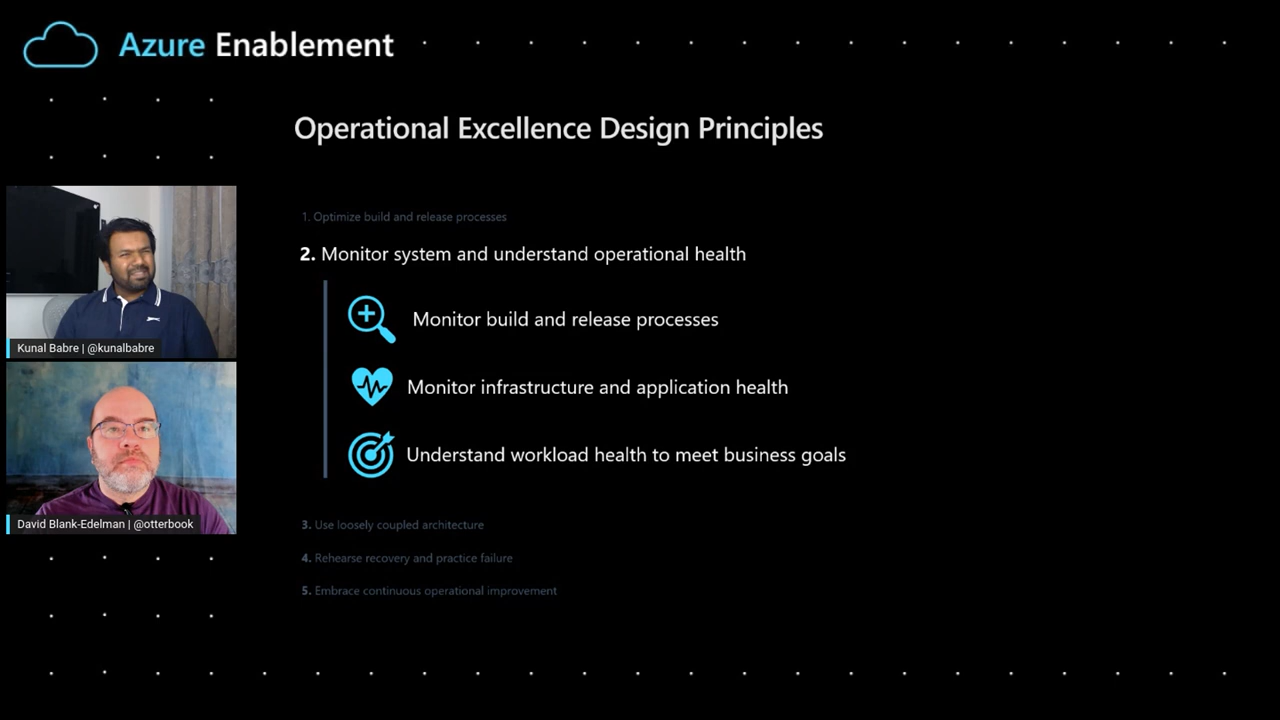 Azure Enablement
Operational Excellence Design Principles
1. Optimize build and release processes
2. Monitor system and understand operational health
Monitor build and release processes
Monitor infrastructure and application health
Understand workload health to meet business goals
3. Use loosely coupled architecture
4. Rehearse recovery and practice failure
5. Embrace continuous operational improvement
Kunal Babre | @kunalbabre
David Blank-Edelman | @otterbook